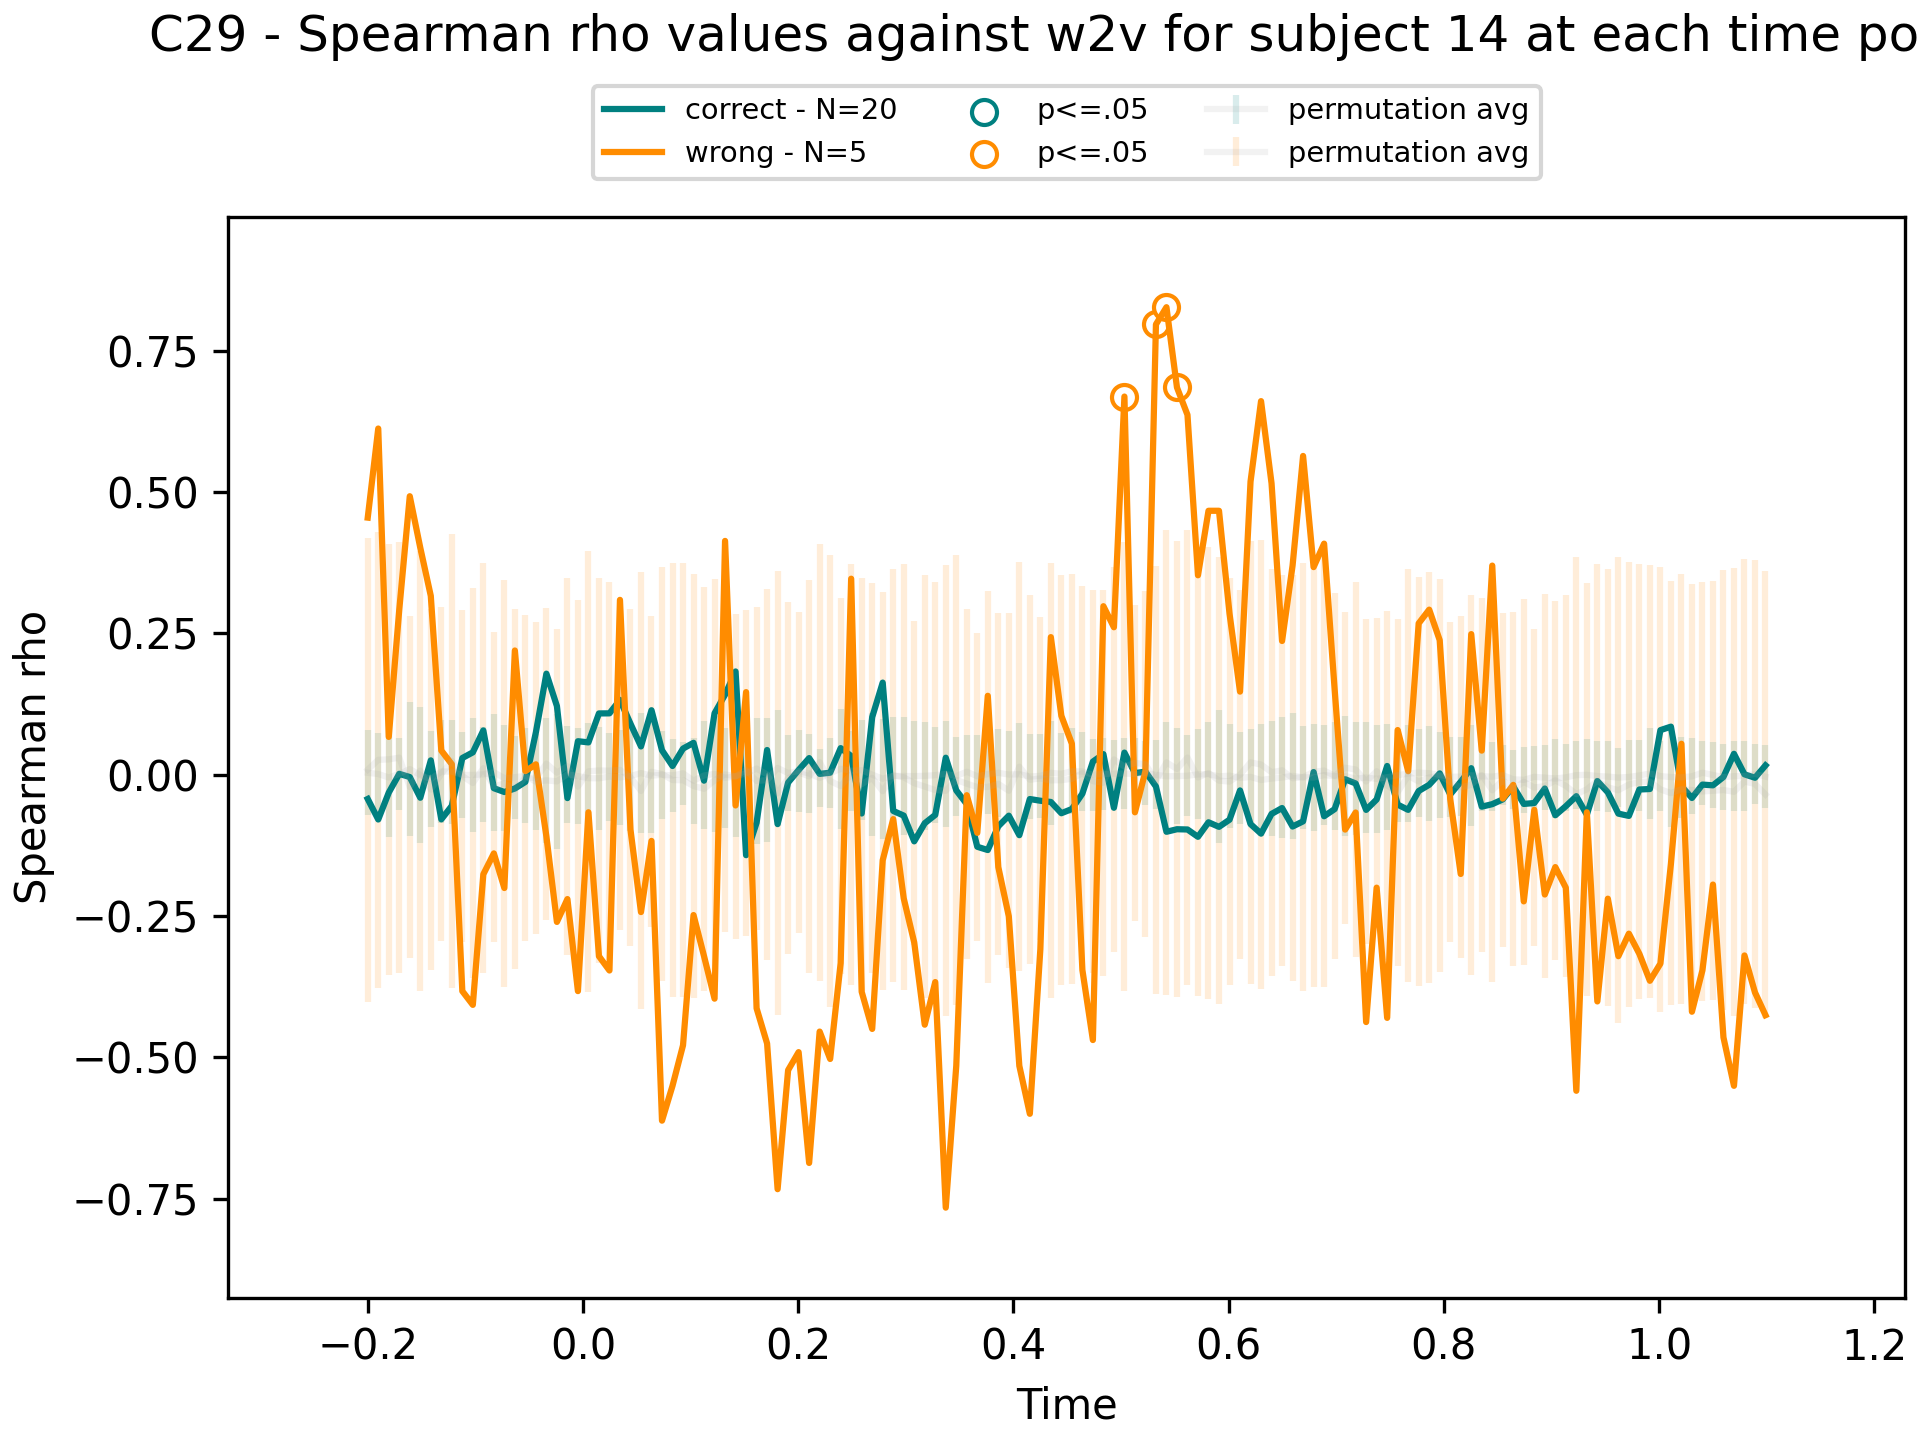 C29 - Spearman rho values against w2v for subject 14 at each time po
correct - N=20
wrong - N=5
p<=.05
p<=.05
permutation avg
permutation avg
Spearman rho
0.75
0.50
0.25
0.00
−0.25
−0.50
−0.75
−0.2 0.0 0.2 0.4 0.6 0.8 1.0 1.2
Time